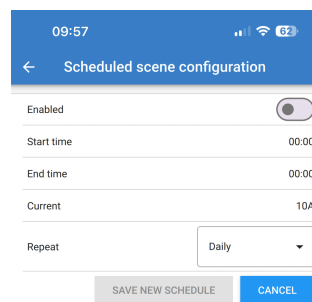 09:57 62
Scheduled scene configuration
Enabled
Start time 00:00
End time 00:00
Current 10A
Repeat Daily
SAVE NEW SCHEDULE CANCEL